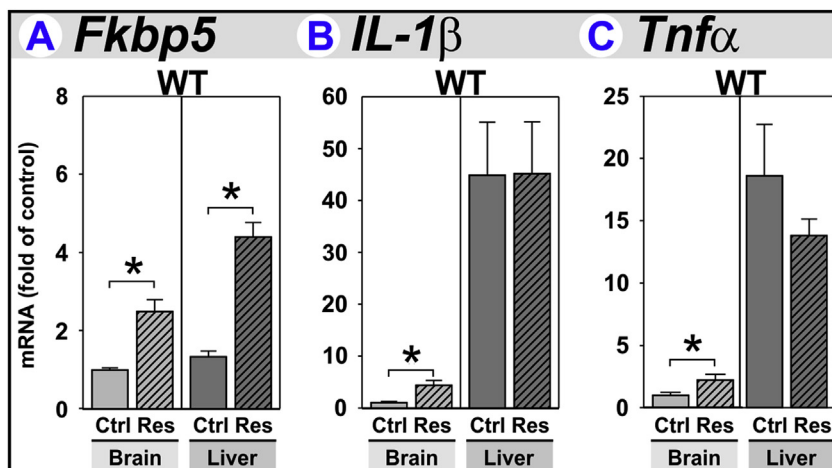 A Fkbp5
B IL-1β
C Tnfα
WT
WT
WT
mRNA (fold of control)
8
6
4
2
0
60
50
40
30
20
10
0
25
20
15
10
5
0
*
*
*
*
Ctrl Res Ctrl Res
Brain Liver
Ctrl Res Ctrl Res
Brain Liver
Ctrl Res Ctrl Res
Brain Liver